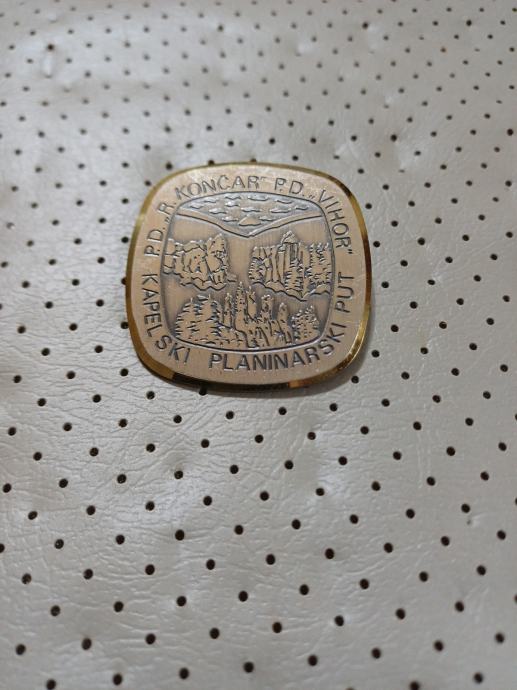 P.D. „R. KONČAR" P.D. „VIHOR"
KAPELSKI PLANINARSKI PUT